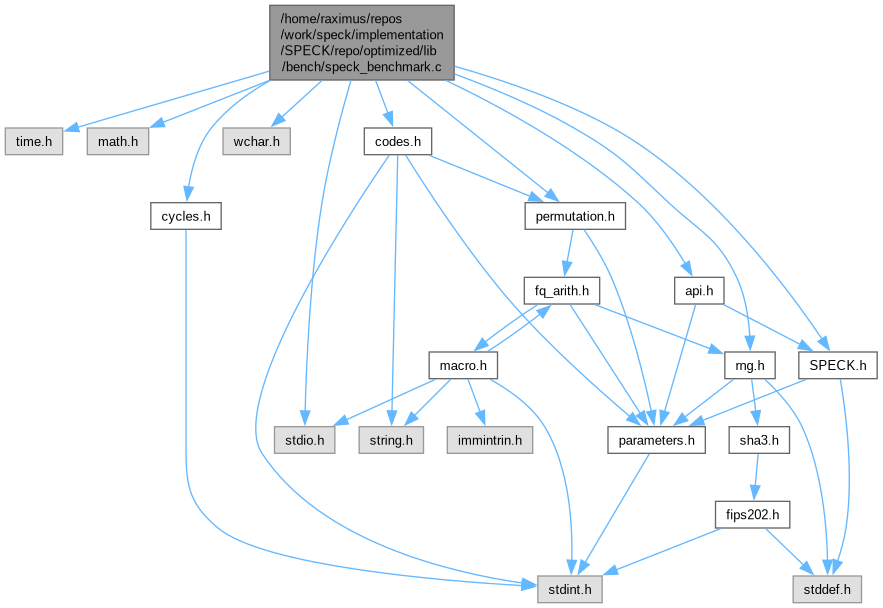 /home/raximus/repos
/work/speck/implementation
/SPECK/repo/optimized/lib
/bench/speck_benchmark.c
time.h
math.h
wchar.h
codes.h
cycles.h
permutation.h
fq_arith.h
api.h
macro.h
rng.h
SPECK.h
stdio.h
string.h
immintrin.h
parameters.h
sha3.h
fips202.h
stdint.h
stddef.h